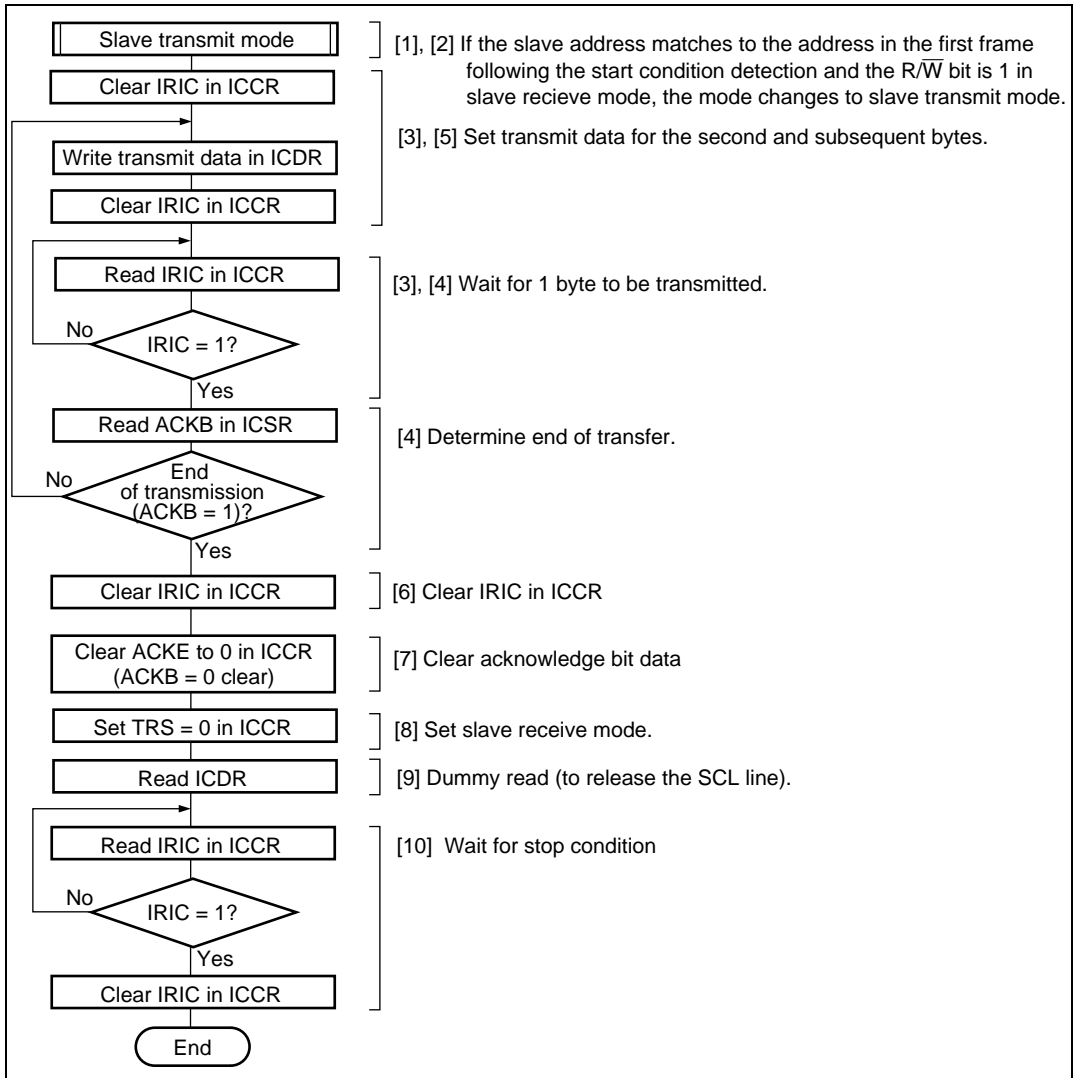 Slave transmit mode
[1], [2] If the slave address matches to the address in the first frame
following the start condition detection and the R/W̅ bit is 1 in
slave recieve mode, the mode changes to slave transmit mode.
Clear IRIC in ICCR
[3], [5] Set transmit data for the second and subsequent bytes.
Write transmit data in ICDR
Clear IRIC in ICCR
Read IRIC in ICCR
[3], [4] Wait for 1 byte to be transmitted.
No
IRIC = 1?
Yes
Read ACKB in ICSR
[4] Determine end of transfer.
No
End
of transmission
(ACKB = 1)?
Yes
Clear IRIC in ICCR
[6] Clear IRIC in ICCR
Clear ACKE to 0 in ICCR
(ACKB = 0 clear)
[7] Clear acknowledge bit data
Set TRS = 0 in ICCR
[8] Set slave receive mode.
Read ICDR
[9] Dummy read (to release the SCL line).
Read IRIC in ICCR
[10] Wait for stop condition
No
IRIC = 1?
Yes
Clear IRIC in ICCR
End